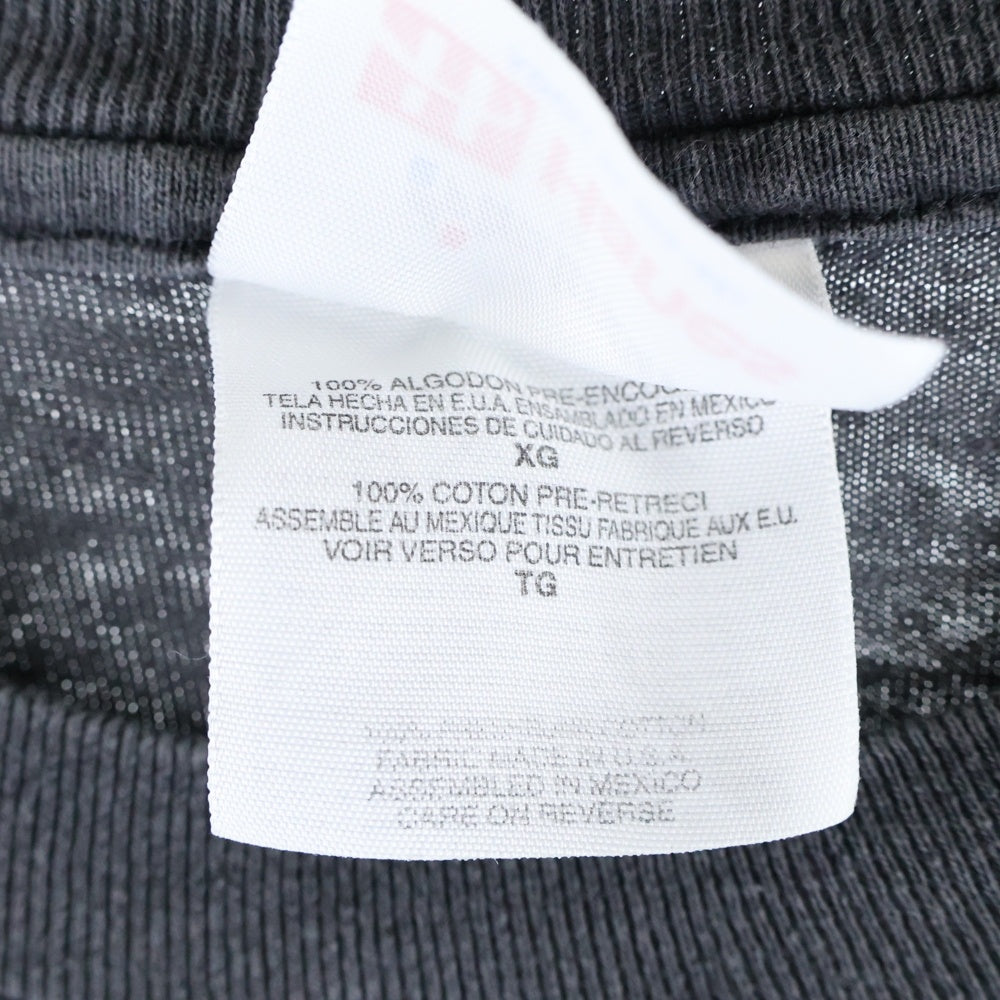 100% ALGODON PRE-ENCOG
TELA HECHA EN E.U.A. ENSAMBLADO EN MEXICO
INSTRUCCIONES DE CUIDADO AL REVERSO
XG
100% COTON PRE-RETRECI
ASSEMBLE AU MEXIQUE TISSU FABRIQUE AUX E.U.
VOIR VERSO POUR ENTRETIEN
TG
COTTON
FABRIC MADE IN U.S.A.
ASSEMBLED IN MEXICO
CARE ON REVERSE